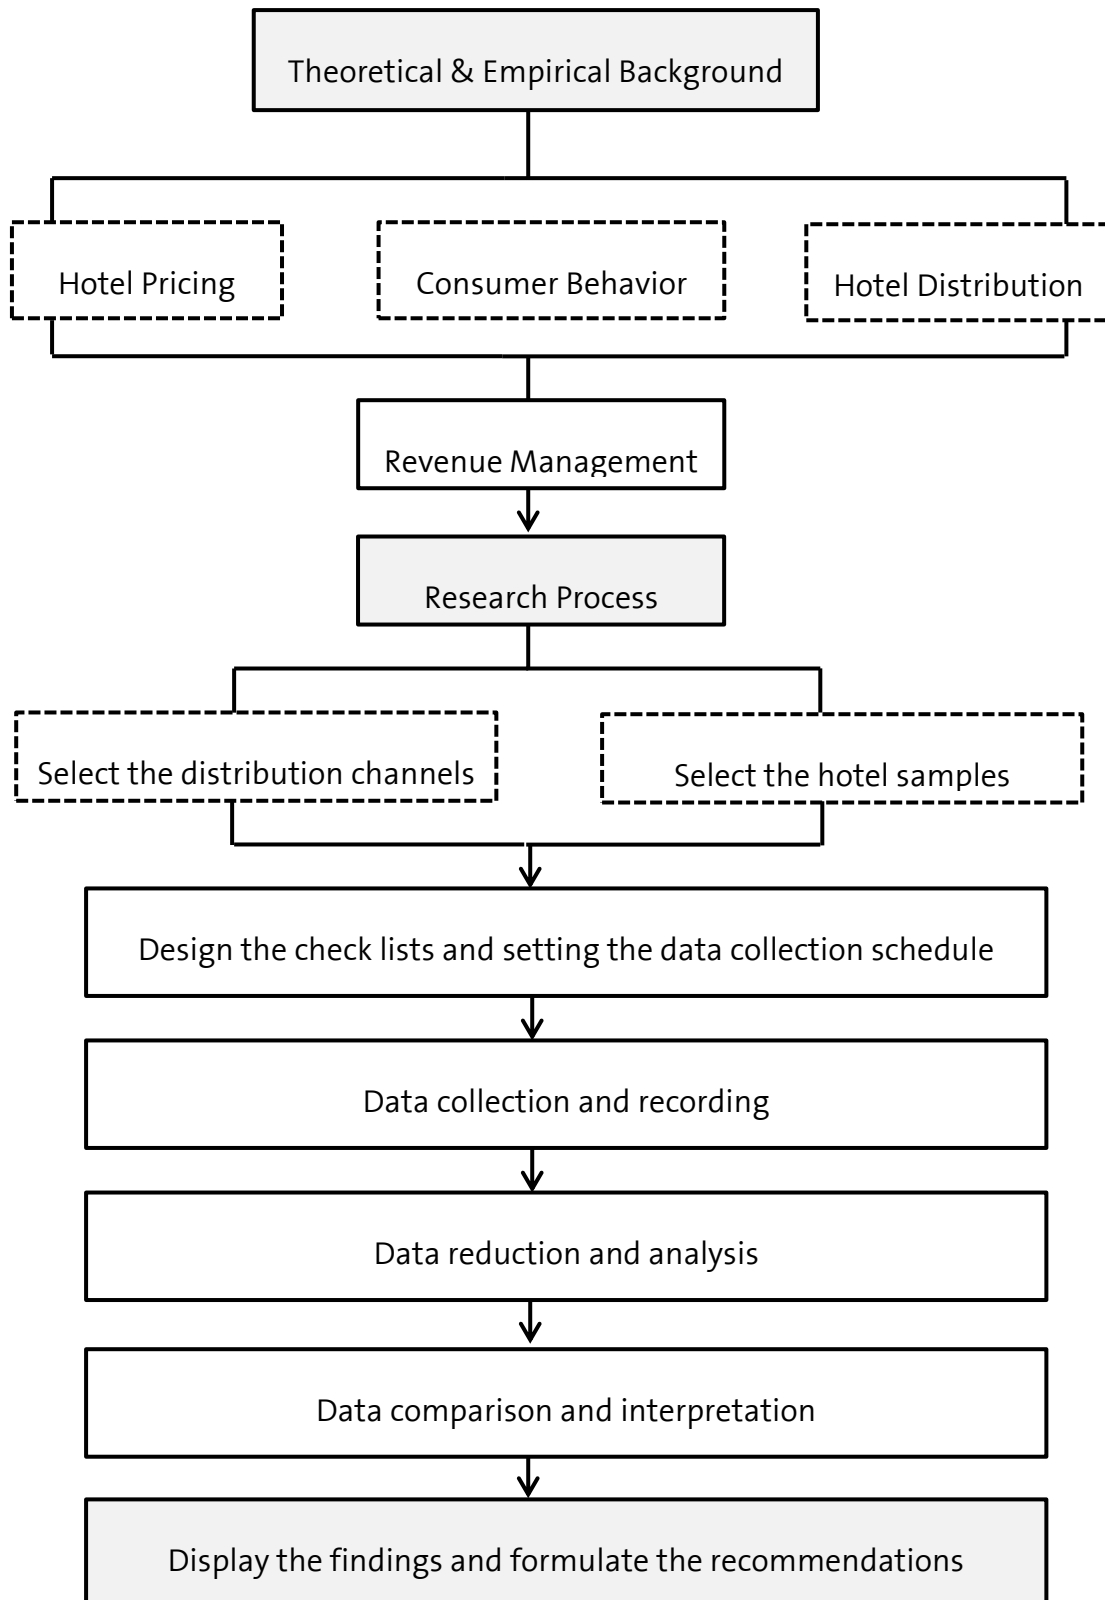 Theoretical & Empirical Background
Hotel Pricing
Consumer Behavior
Hotel Distribution
Revenue Management
Research Process
Select the distribution channels
Select the hotel samples
Design the check lists and setting the data collection schedule
Data collection and recording
Data reduction and analysis
Data comparison and interpretation
Display the findings and formulate the recommendations